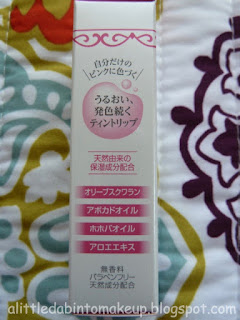 自分だけの
ピンクに色づく
うるおい、
発色続く
ティントリップ
天然由来の
保湿成分配合
オリーブスクワラン
アボカドオイル
ホホバオイル
アロエエキス
無香料
パラベンフリー
天然成分配合
alittledabintomakeup.blogspot.com